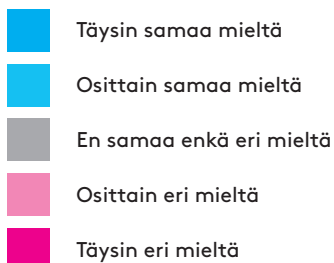 Täysin samaa mieltä
Osittain samaa mieltä
En samaa enkä eri mieltä
Osittain eri mieltä
Täysin eri mieltä